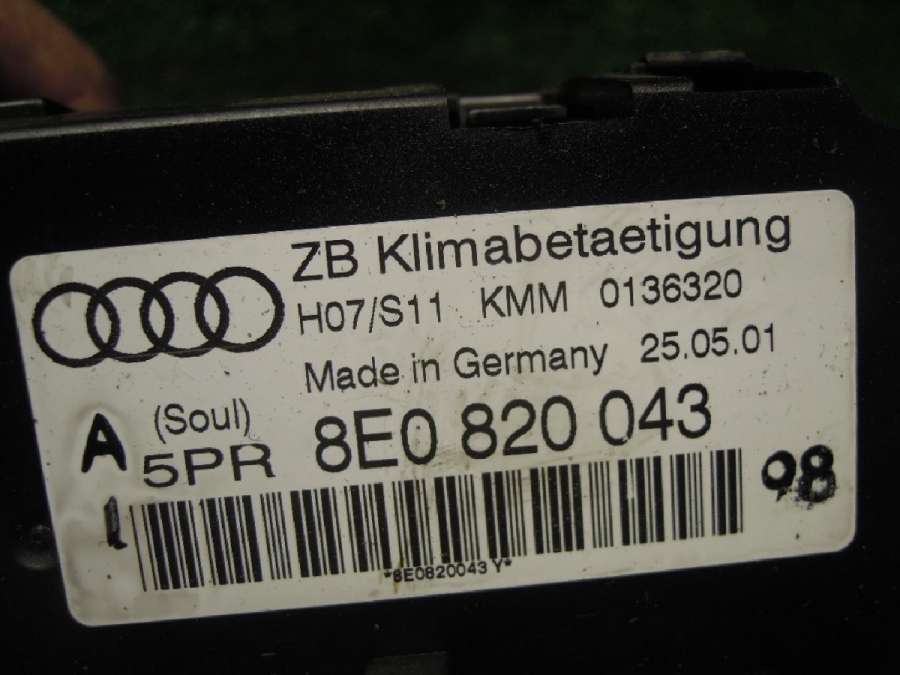 ZB Klimabetaetigung
H07/S11 KMM 0136320
Made in Germany 25.05.01
A (Soul)
5PR 8E0 820 043
1 98
*8E0820043 Y*